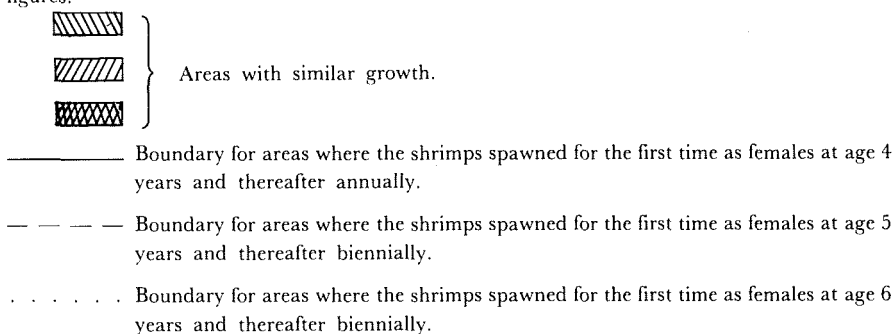 figures.
Areas with similar growth.
Boundary for areas where the shrimps spawned for the first time as females at age 4
years and thereafter annually.
Boundary for areas where the shrimps spawned for the first time as females at age 5
years and thereafter biennially.
Boundary for areas where the shrimps spawned for the first time as females at age 6
years and thereafter biennially.